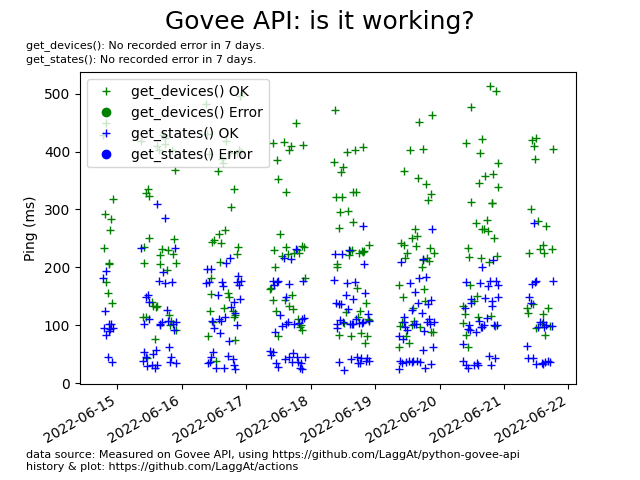 Govee API: is it working?
get_devices(): No recorded error in 7 days.
get_states(): No recorded error in 7 days.
get_devices() OK
get_devices() Error
get_states() OK
get_states() Error
Ping (ms)
500
400
300
200
100
0
2022-06-15
2022-06-16
2022-06-17
2022-06-18
2022-06-19
2022-06-20
2022-06-21
2022-06-22
data source: Measured on Govee API, using https://github.com/LaggAt/python-govee-api
history & plot: https://github.com/LaggAt/actions